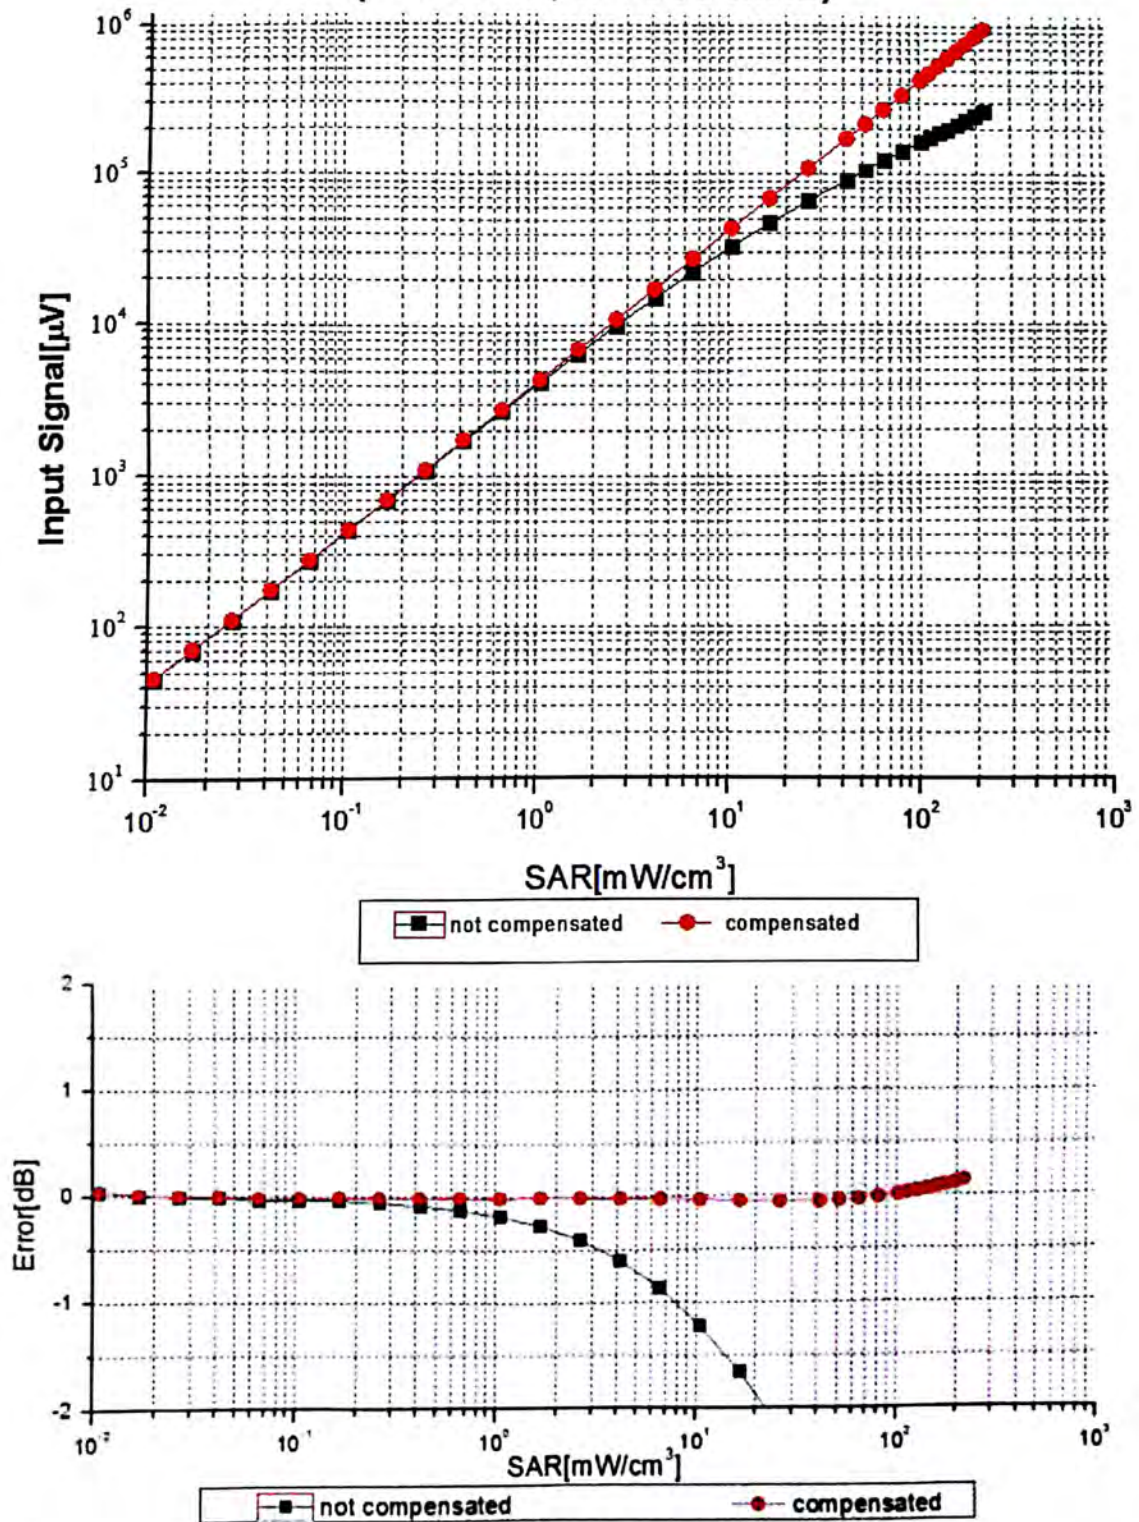 10⁶
10⁵
10⁴
10³
10²
10¹
Input Signal[µV]
10⁻² 10⁻¹ 10⁰ 10¹ 10² 10³
SAR[mW/cm³]
not compensated compensated
2
1
0
-1
-2
Error[dB]
10⁻² 10⁻¹ 10⁰ 10¹ 10² 10³
SAR[mW/cm³]
not compensated compensated